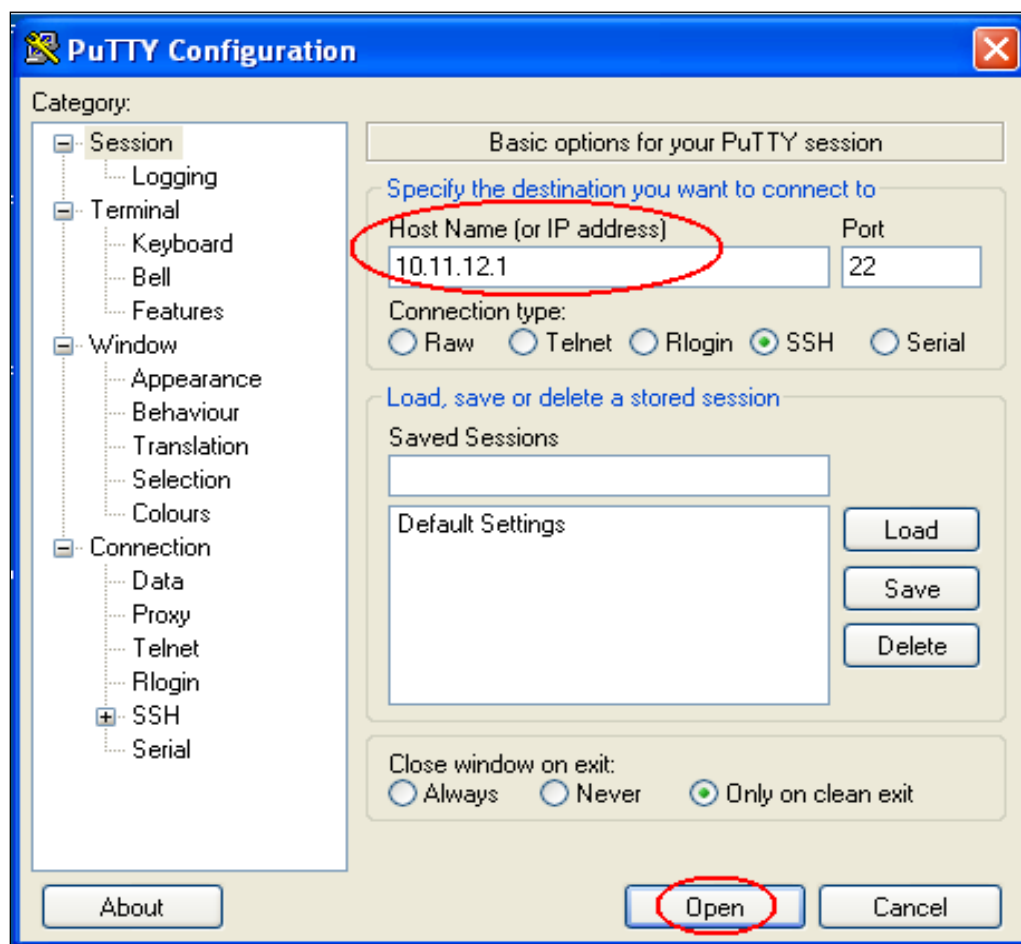 PuTTY Configuration
Category:
Session
Logging
Terminal
Keyboard
Bell
Features
Window
Appearance
Behaviour
Translation
Selection
Colours
Connection
Data
Proxy
Telnet
Rlogin
SSH
Serial
Basic options for your PuTTY session
Specify the destination you want to connect to
Host Name (or IP address) Port
10.11.12.1 22
Connection type:
Raw Telnet Rlogin SSH Serial
Load, save or delete a stored session
Saved Sessions
Default Settings
Load
Save
Delete
Close window on exit:
Always Never Only on clean exit
About Open Cancel